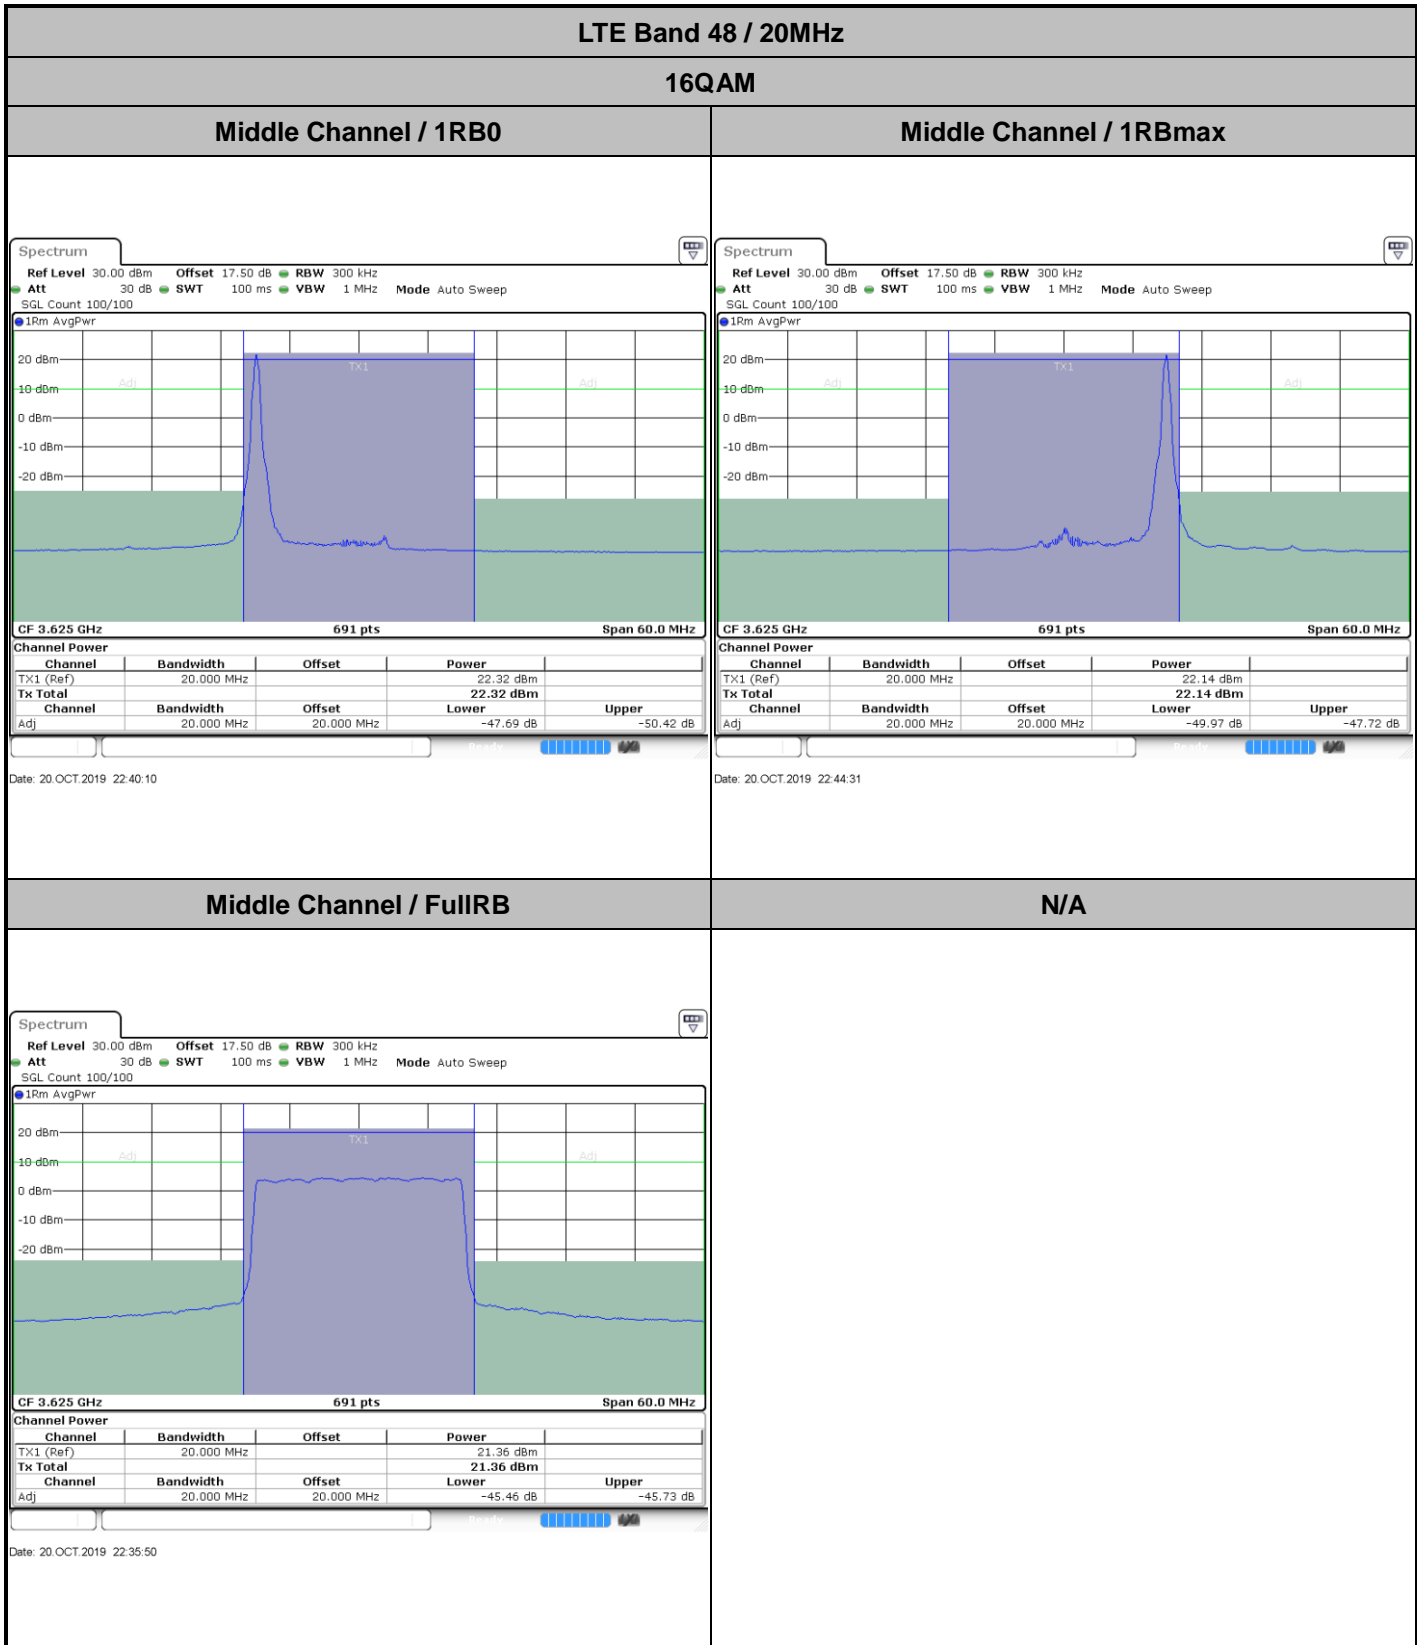 LTE Band 48 / 20MHz
16QAM
Middle Channel / 1RB0
Middle Channel / 1RBmax
Spectrum
Ref Level 30.00 dBm Offset 17.50 dB RBW 300 kHz
Att 30 dB SWT 100 ms VBW 1 MHz Mode Auto Sweep
SGL Count 100/100
1Rm AvgPwr
20 dBm
TX1
10 dBm
Adj
Adj
0 dBm
-10 dBm
-20 dBm
CF 3.625 GHz 691 pts Span 60.0 MHz
Channel Power
Channel Bandwidth Offset Power
TX1 (Ref) 20.000 MHz 22.32 dBm
Tx Total 22.32 dBm
Channel Bandwidth Offset Lower Upper
Adj 20.000 MHz 20.000 MHz -47.69 dB -50.42 dB
Ready
Date: 20.OCT.2019 22:40:10
Spectrum
Ref Level 30.00 dBm Offset 17.50 dB RBW 300 kHz
Att 30 dB SWT 100 ms VBW 1 MHz Mode Auto Sweep
SGL Count 100/100
1Rm AvgPwr
20 dBm
TX1
10 dBm
Adj
Adj
0 dBm
-10 dBm
-20 dBm
CF 3.625 GHz 691 pts Span 60.0 MHz
Channel Power
Channel Bandwidth Offset Power
TX1 (Ref) 20.000 MHz 22.14 dBm
Tx Total 22.14 dBm
Channel Bandwidth Offset Lower Upper
Adj 20.000 MHz 20.000 MHz -49.97 dB -47.72 dB
Ready
Date: 20.OCT.2019 22:44:31
Middle Channel / FullRB
N/A
Spectrum
Ref Level 30.00 dBm Offset 17.50 dB RBW 300 kHz
Att 30 dB SWT 100 ms VBW 1 MHz Mode Auto Sweep
SGL Count 100/100
1Rm AvgPwr
20 dBm
TX1
10 dBm
Adj
Adj
0 dBm
-10 dBm
-20 dBm
CF 3.625 GHz 691 pts Span 60.0 MHz
Channel Power
Channel Bandwidth Offset Power
TX1 (Ref) 20.000 MHz 21.36 dBm
Tx Total 21.36 dBm
Channel Bandwidth Offset Lower Upper
Adj 20.000 MHz 20.000 MHz -45.46 dB -45.73 dB
Ready
Date: 20.OCT.2019 22:35:50